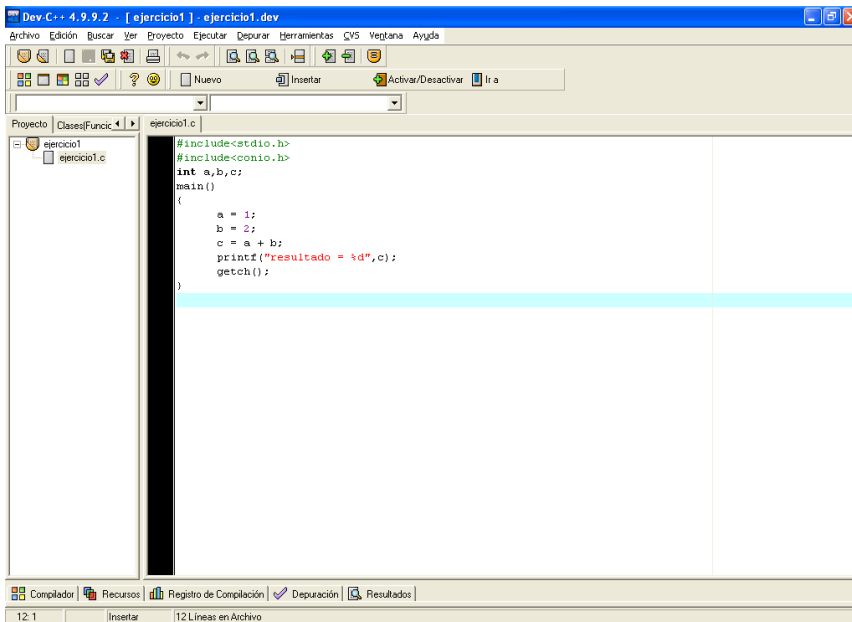 Dev-C++ 4.9.9.2 - [ ejercicio1 ] - ejercicio1.dev
Archivo Edición Buscar Ver Proyecto Ejecutar Depurar Herramientas CVS Ventana Ayuda
Nuevo Insertar Activar/Desactivar Ir a
Proyecto Clases(Funcic ejercicio1.c
ejercicio1
ejercicio1.c
#include<stdio.h>
#include<conio.h>
int a,b,c;
main()
{
a = 1;
b = 2;
c = a + b;
printf("resultado = %d",c);
getch();
}
Compilador Recursos Registro de Compilación Depuración Resultados
12: 1 Insertar 12 Líneas en Archivo